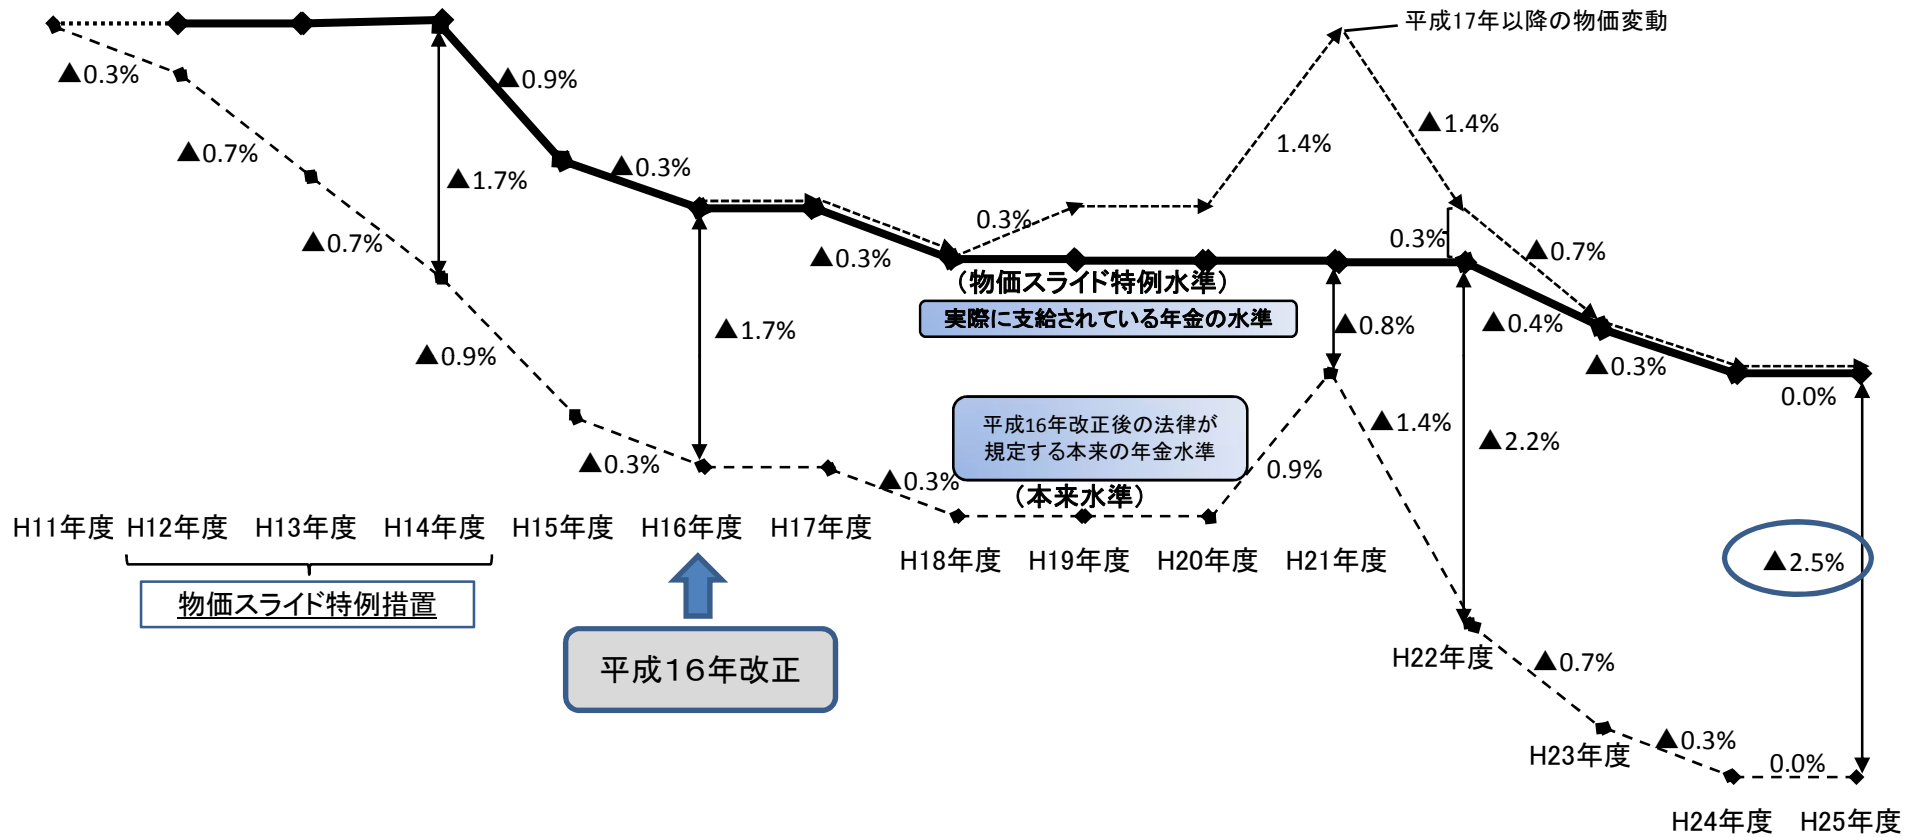 平成17年以降の物価変動
▲0.3%
▲0.9%
▲0.7%
▲1.7%
▲0.3%
1.4%
▲1.4%
▲0.7%
0.3%
▲0.3%
0.3%
▲0.7%
(物価スライド特例水準)
実際に支給されている年金の水準
▲0.9%
▲1.7%
▲0.8%
▲0.4%
▲0.3%
0.0%
平成16年改正後の法律が
規定する本来の年金水準
(本来水準)
▲0.3%
▲0.3%
0.9%
▲1.4%
▲2.2%
H11年度 H12年度 H13年度 H14年度 H15年度 H16年度 H17年度
H18年度 H19年度 H20年度 H21年度
▲2.5%
物価スライド特例措置
平成16年改正
H22年度
▲0.7%
H23年度
▲0.3%
0.0%
H24年度 H25年度